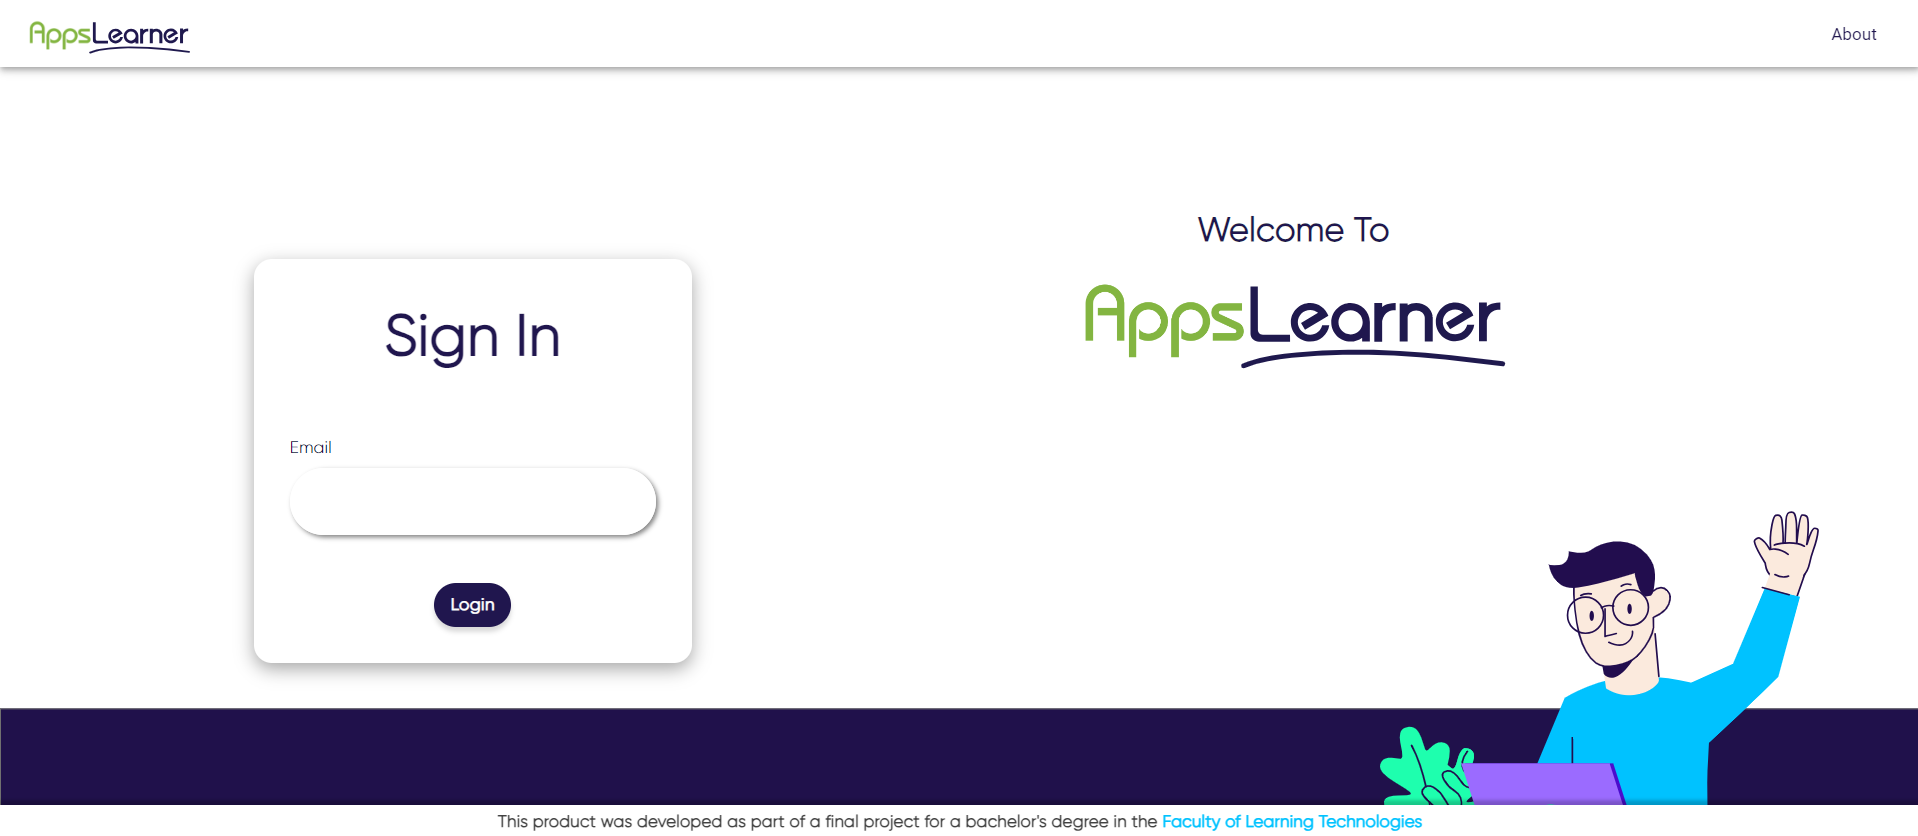 AppsLearner
About
Welcome To
AppsLearner
Sign In
Email
Login
This product was developed as part of a final project for a bachelor's degree in the Faculty of Learning Technologies